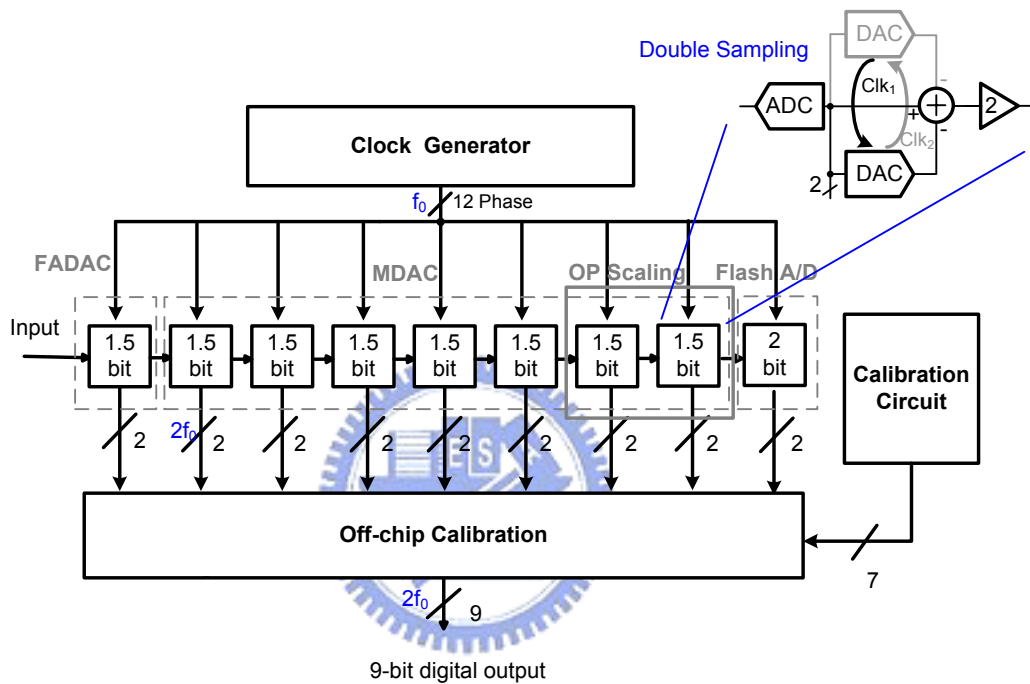 DAC
Double Sampling
Clk₁
ADC
+
2
Clk₂
DAC
2
Clock Generator
f₀ 12 Phase
FADAC
MDAC
OP Scaling
Flash A/D
Input
1.5 bit
1.5 bit
1.5 bit
1.5 bit
1.5 bit
1.5 bit
1.5 bit
1.5 bit
2 bit
Calibration
Circuit
2
2f₀
2
2
2
2
2
2
2
2
ES
Off-chip Calibration
7
2f₀
9
9-bit digital output